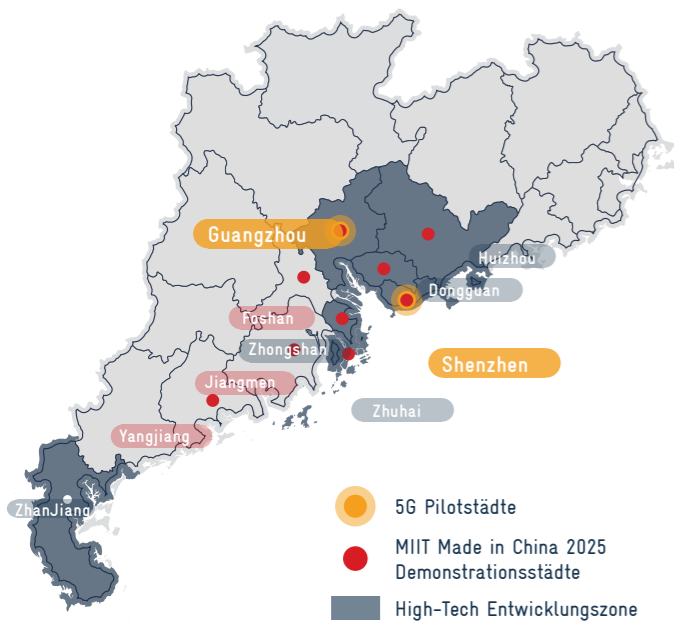 Guangzhou
Huizhou
Dongguan
Foshan
Zhongshan
Shenzhen
Jiangmen
Zhuhai
Yangjiang
ZhanJiang
5G Pilotstädte
MIIT Made in China 2025
Demonstrationsstädte
High-Tech Entwicklungszone